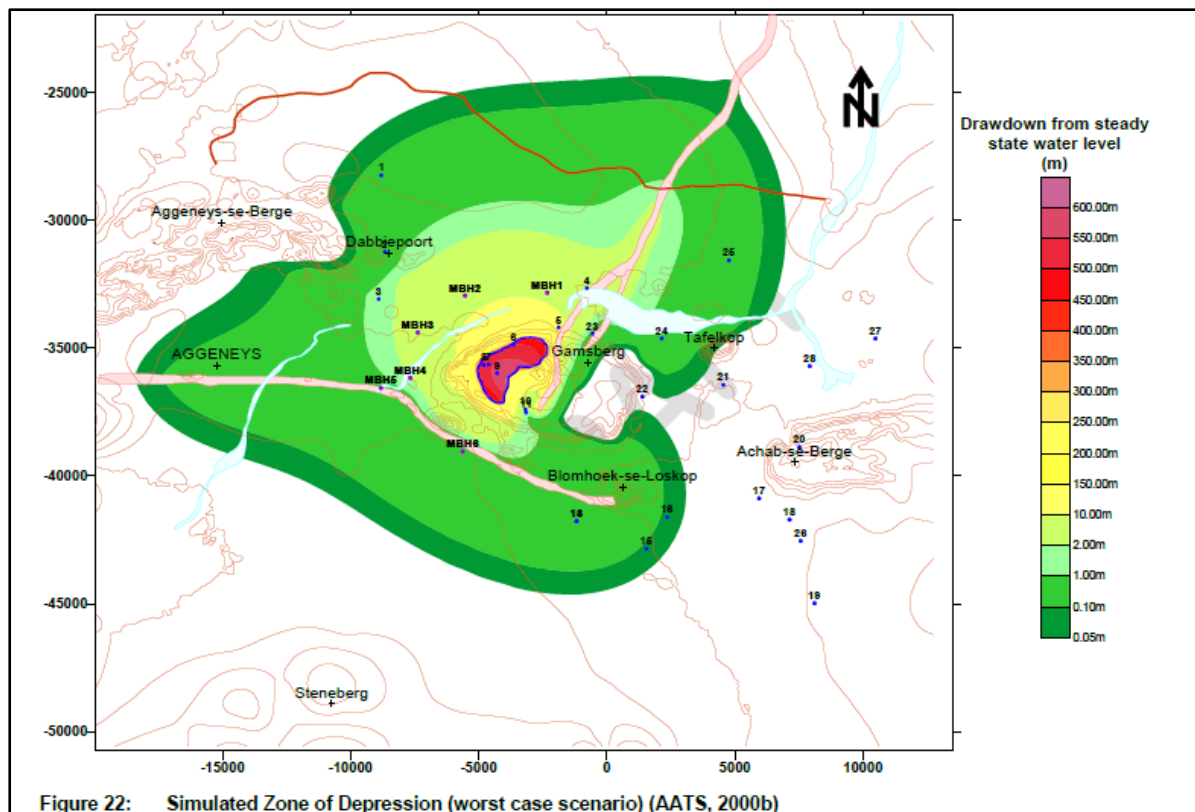 N
Drawdown from steady
state water level
(m)
600.00m
550.00m
500.00m
450.00m
400.00m
350.00m
300.00m
250.00m
200.00m
150.00m
10.00m
2.00m
1.00m
0.10m
0.05m
-25000
-30000
-35000
-40000
-45000
-50000
1
Aggeneys-se-Berge
Dabbiepoort
25
3
MBH2
MBH1
4
MBH3
5
23
24
27
6
AGGENEYS
Gamsberg
Tafelkop
28
9
MBH4
MBH5
21
22
MBH6
20
Achab-se-Berge
Blomhoek-se-Loskop
17
16
18
15
26
19
Steneberg
-15000
-10000
-5000
0
5000
10000
Figure 22: Simulated Zone of Depression (worst case scenario) (AATS, 2000b)